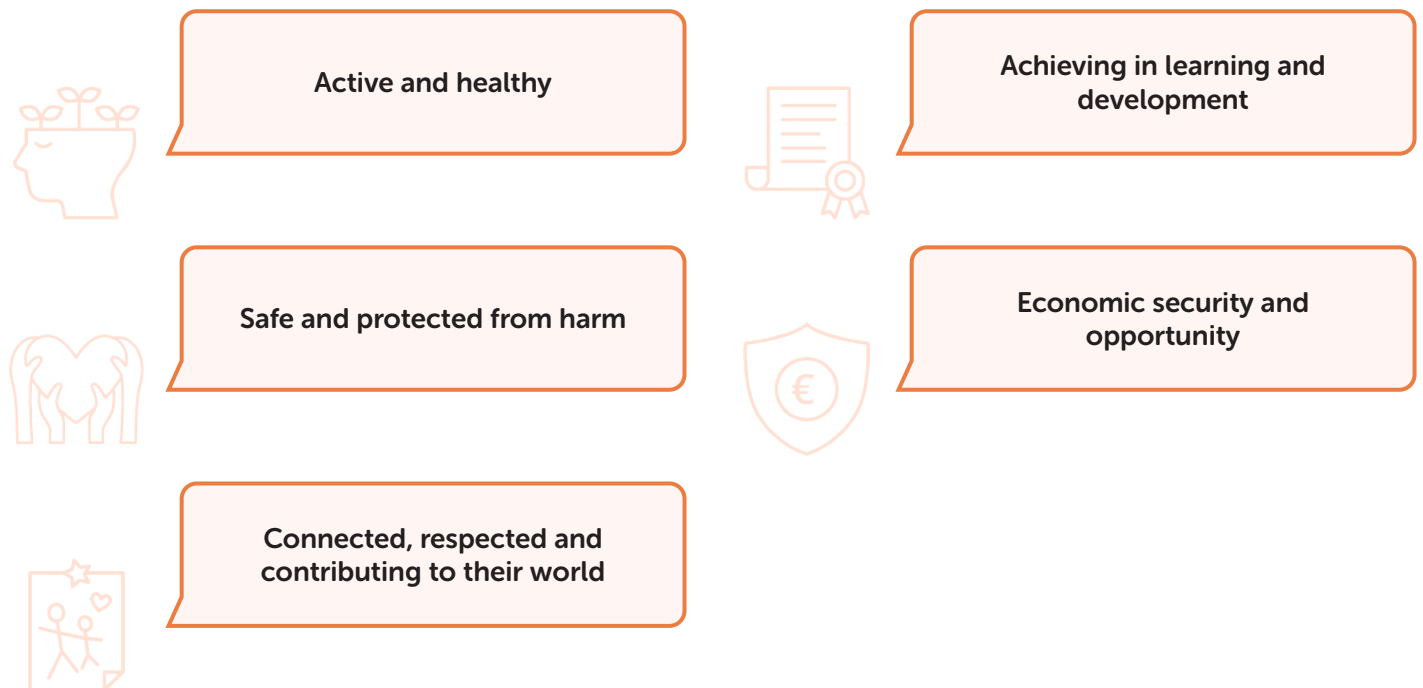 Active and healthy
Achieving in learning and
development
Safe and protected from harm
Economic security and
opportunity
€
Connected, respected and
contributing to their world